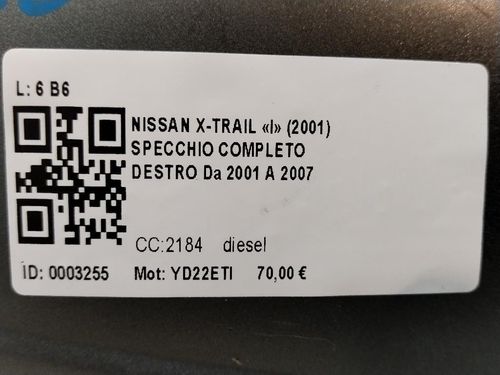 L: 6 B6
NISSAN X-TRAIL «I» (2001)
SPECCHIO COMPLETO
DESTRO Da 2001 A 2007
CC:2184 diesel
ID: 0003255 Mot: YD22ETI 70,00 €